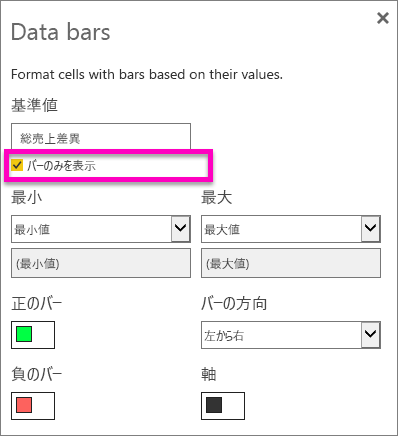 Data bars
Format cells with bars based on their values.
基準値
総売上差異
バーのみを表示
最小
最大
最小値
最大値
(最小値)
(最大値)
正のバー
バーの方向
左から右
負のバー
軸